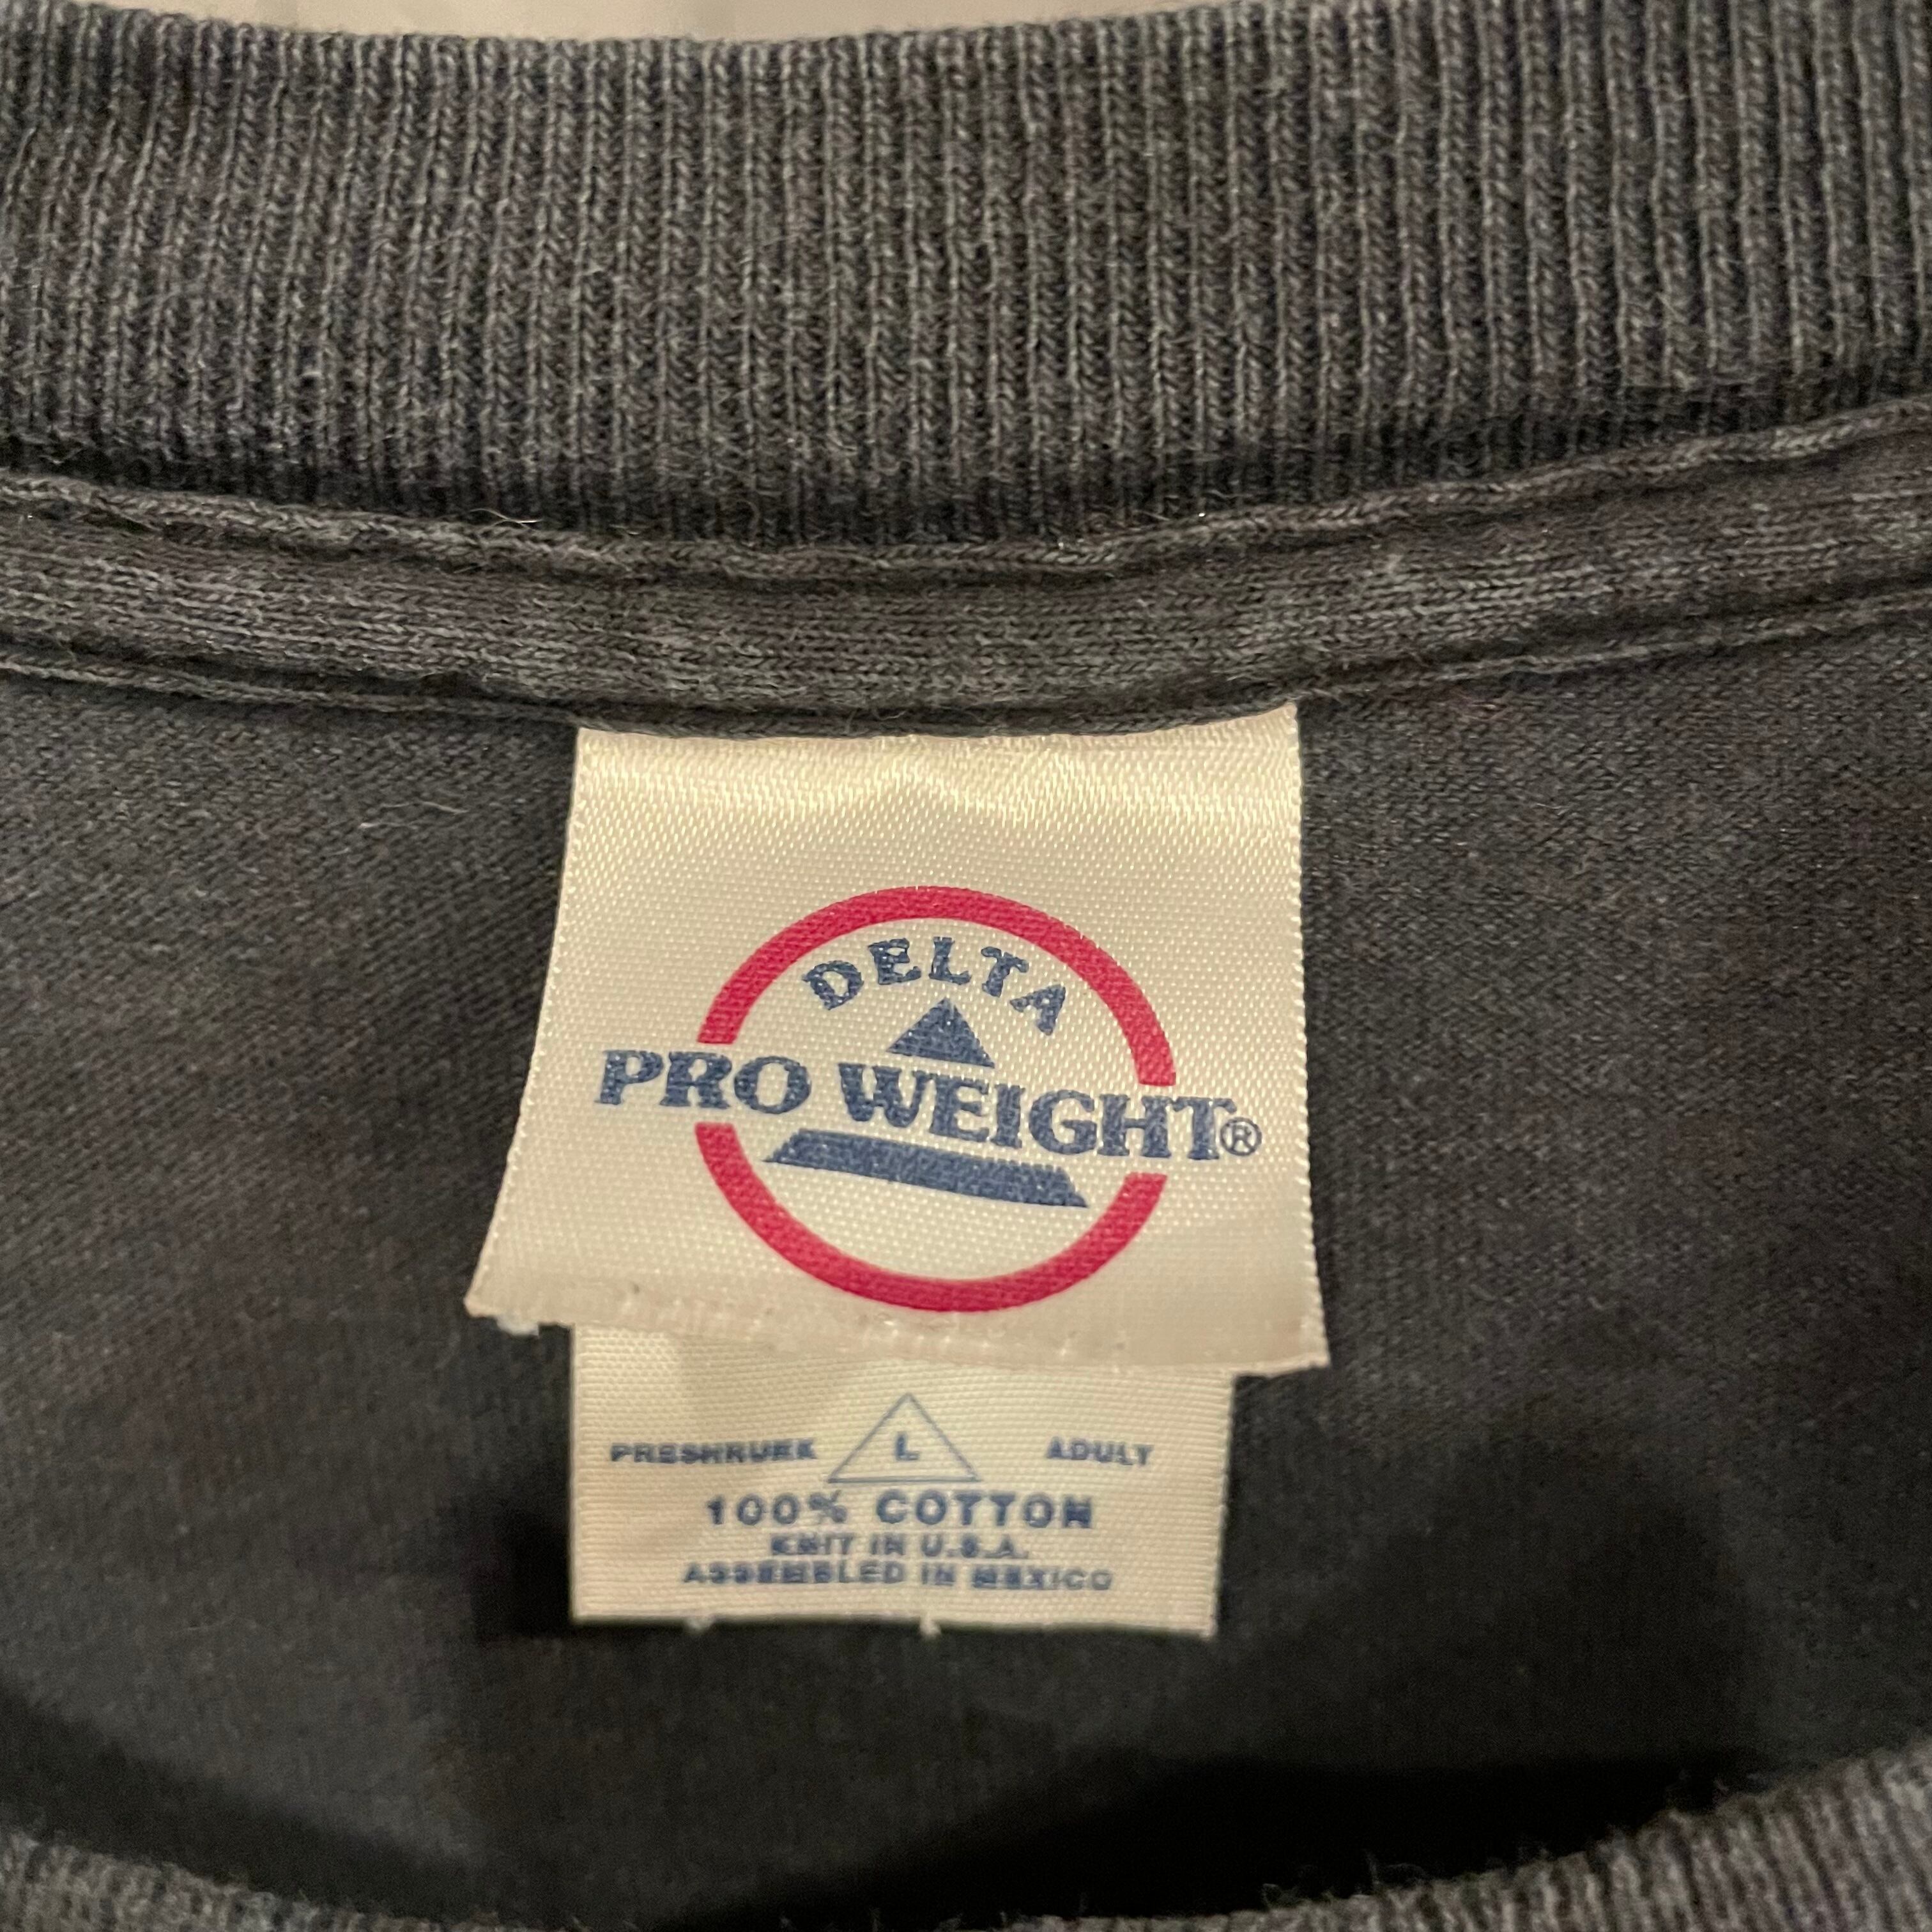 DELTA
PRO WEIGHT®
PRESHRUNK L ADULT
100% COTTON
KNIT IN U.S.A.
ASSEMBLED IN MEXICO